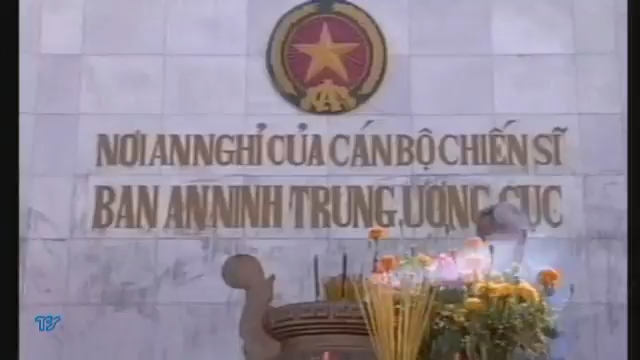 NƠI AN NGHỈ CỦA CÁN BỘ CHIẾN SĨ
BAN AN NINH TRUNG ƯƠNG CỤC